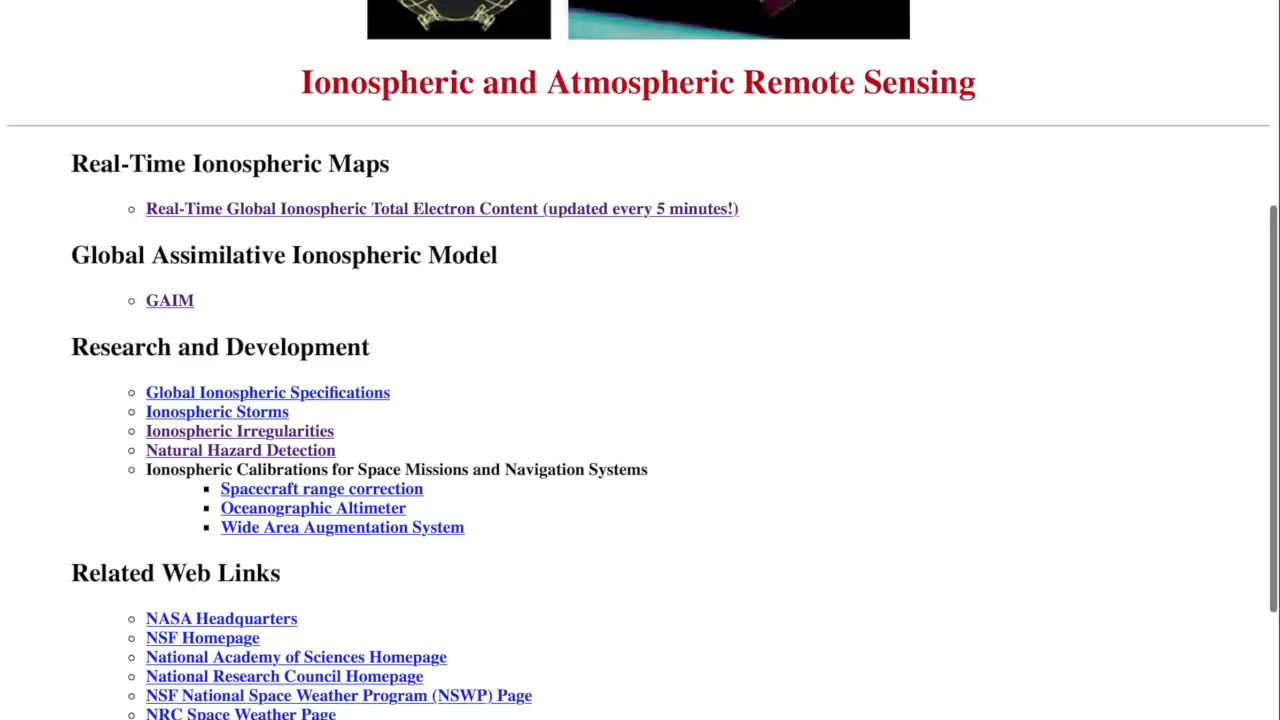 Ionospheric and Atmospheric Remote Sensing
Real-Time Ionospheric Maps
Real-Time Global Ionospheric Total Electron Content (updated every 5 minutes!)
Global Assimilative Ionospheric Model
GAIM
Research and Development
Global Ionospheric Specifications
Ionospheric Storms
Ionospheric Irregularities
Natural Hazard Detection
Ionospheric Calibrations for Space Missions and Navigation Systems
Spacecraft range correction
Oceanographic Altimeter
Wide Area Augmentation System
Related Web Links
NASA Headquarters
NSF Homepage
National Academy of Sciences Homepage
National Research Council Homepage
NSF National Space Weather Program (NSWP) Page
NRC Space Weather Page